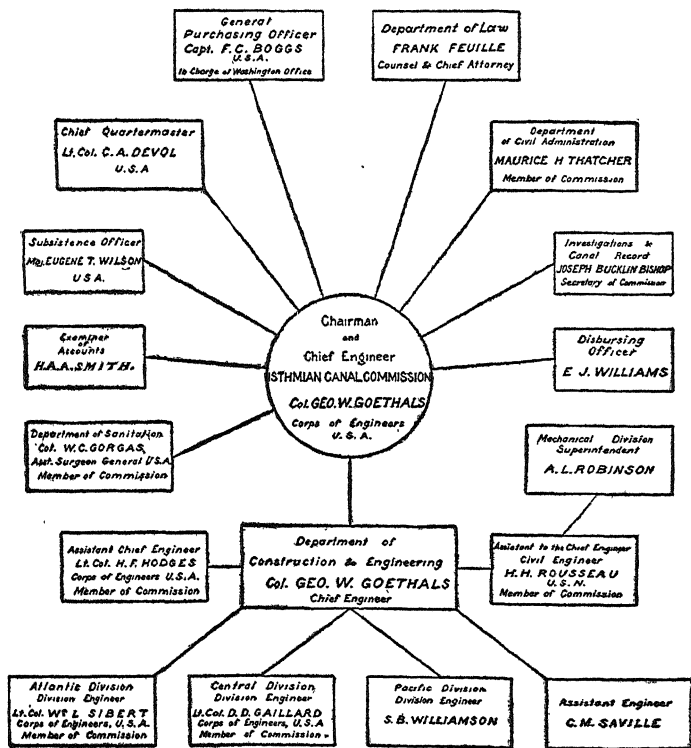 General
Purchasing Officer
Capt. F.C. BOGGS
U.S.A.
In Charge of Washington Office
Department of Law
FRANK FEUILLE
Counsel & Chief Attorney
Chief Quartermaster
Lt. Col. C.A. DEVOL
U.S.A
Department
of Civil Administration
MAURICE H THATCHER
Member of Commission
Subsistence Officer
Maj. EUGENE T. WILSON
U S A.
Investigations &
Canal Record
JOSEPH BUCKLIN BISHOP
Secretary of Commission
Chairman
and
Chief Engineer
ISTHMIAN CANAL COMMISSION
Col. GEO. W. GOETHALS
Corps of Engineers
U.S.A.
Examiner
of
Accounts
H.A.A. SMITH.
Disbursing
Officer
E J. WILLIAMS
Department of Sanitation
Col. W.C. GORGAS,
Asst. Surgeon General U.S.A.
Member of Commission
Mechanical Division
Superintendent
A.L. ROBINSON
Assistant Chief Engineer
Lt. Col. H.F. HODGES
Corps of Engineers U.S.A.
Member of Commission
Department of
Construction & Engineering
Col. GEO. W. GOETHALS
Chief Engineer
Assistant to the Chief Engineer
Civil Engineer
H.H. ROUSSEAU
U.S.N.
Member of Commission
Atlantic Division
Division Engineer
Lt. Col. Wm L SIBERT
Corps of Engineers, U.S.A.
Member of Commission
Central Division,
Division Engineer
Lt. Col. D.D. GAILLARD
Corps of Engineers, U.S.A
Member of Commission.
Pacific Division
Division Engineer
S.B. WILLIAMSON
Assistant Engineer
C.M. SAVILLE